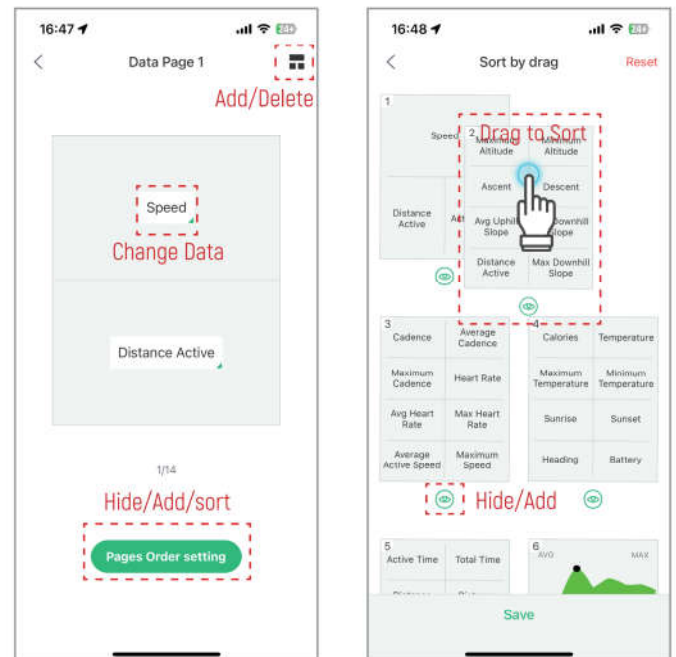 16:47
Data Page 1
Add/Delete
Speed
Change Data
Distance Active
1/14
Hide/Add/sort
Pages Order setting
16:48
Sort by drag
Reset
1
Speed
Distance
Active
2
Drag to Sort
Maximum
Altitude
Minimum
Altitude
Ascent
Descent
Avg Uphill
Slope
Downhill
Slope
Distance
Active
Max Downhill
Slope
3
Cadence
Average
Cadence
Maximum
Cadence
Heart Rate
Avg Heart
Rate
Max Heart
Rate
Average
Active Speed
Maximum
Speed
4
Calories
Temperature
Maximum
Temperature
Minimum
Temperature
Sunrise
Sunset
Heading
Battery
Hide/Add
5
Active Time
Total Time
6
AVG
MAX
Save